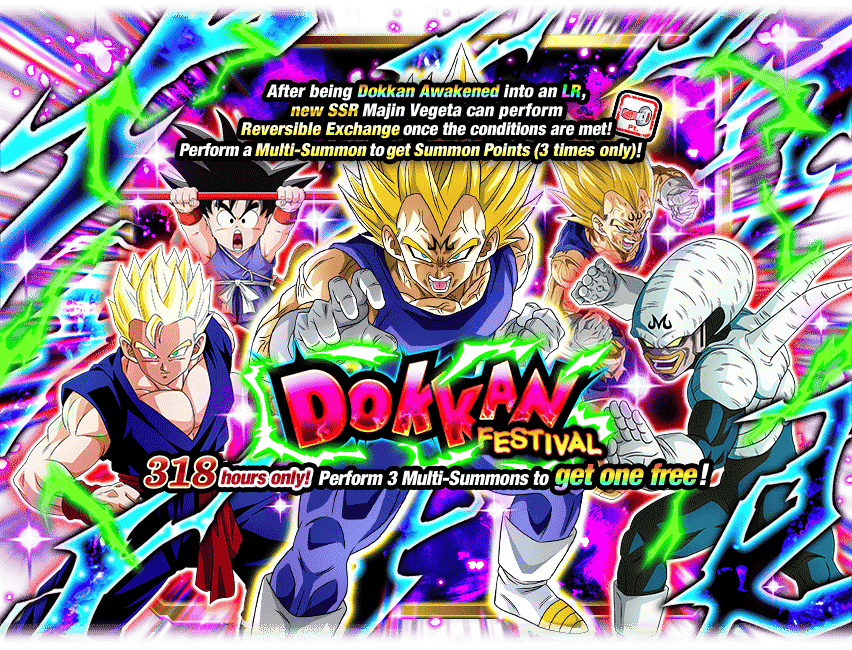 After being Dokkan Awakened into an LR,
new SSR Majin Vegeta can perform
Reversible Exchange once the conditions are met!
Perform a Multi-Summon to get Summon Points (3 times only)!
DOKKAN
FESTIVAL
318 hours only! Perform 3 Multi-Summons to get one free!